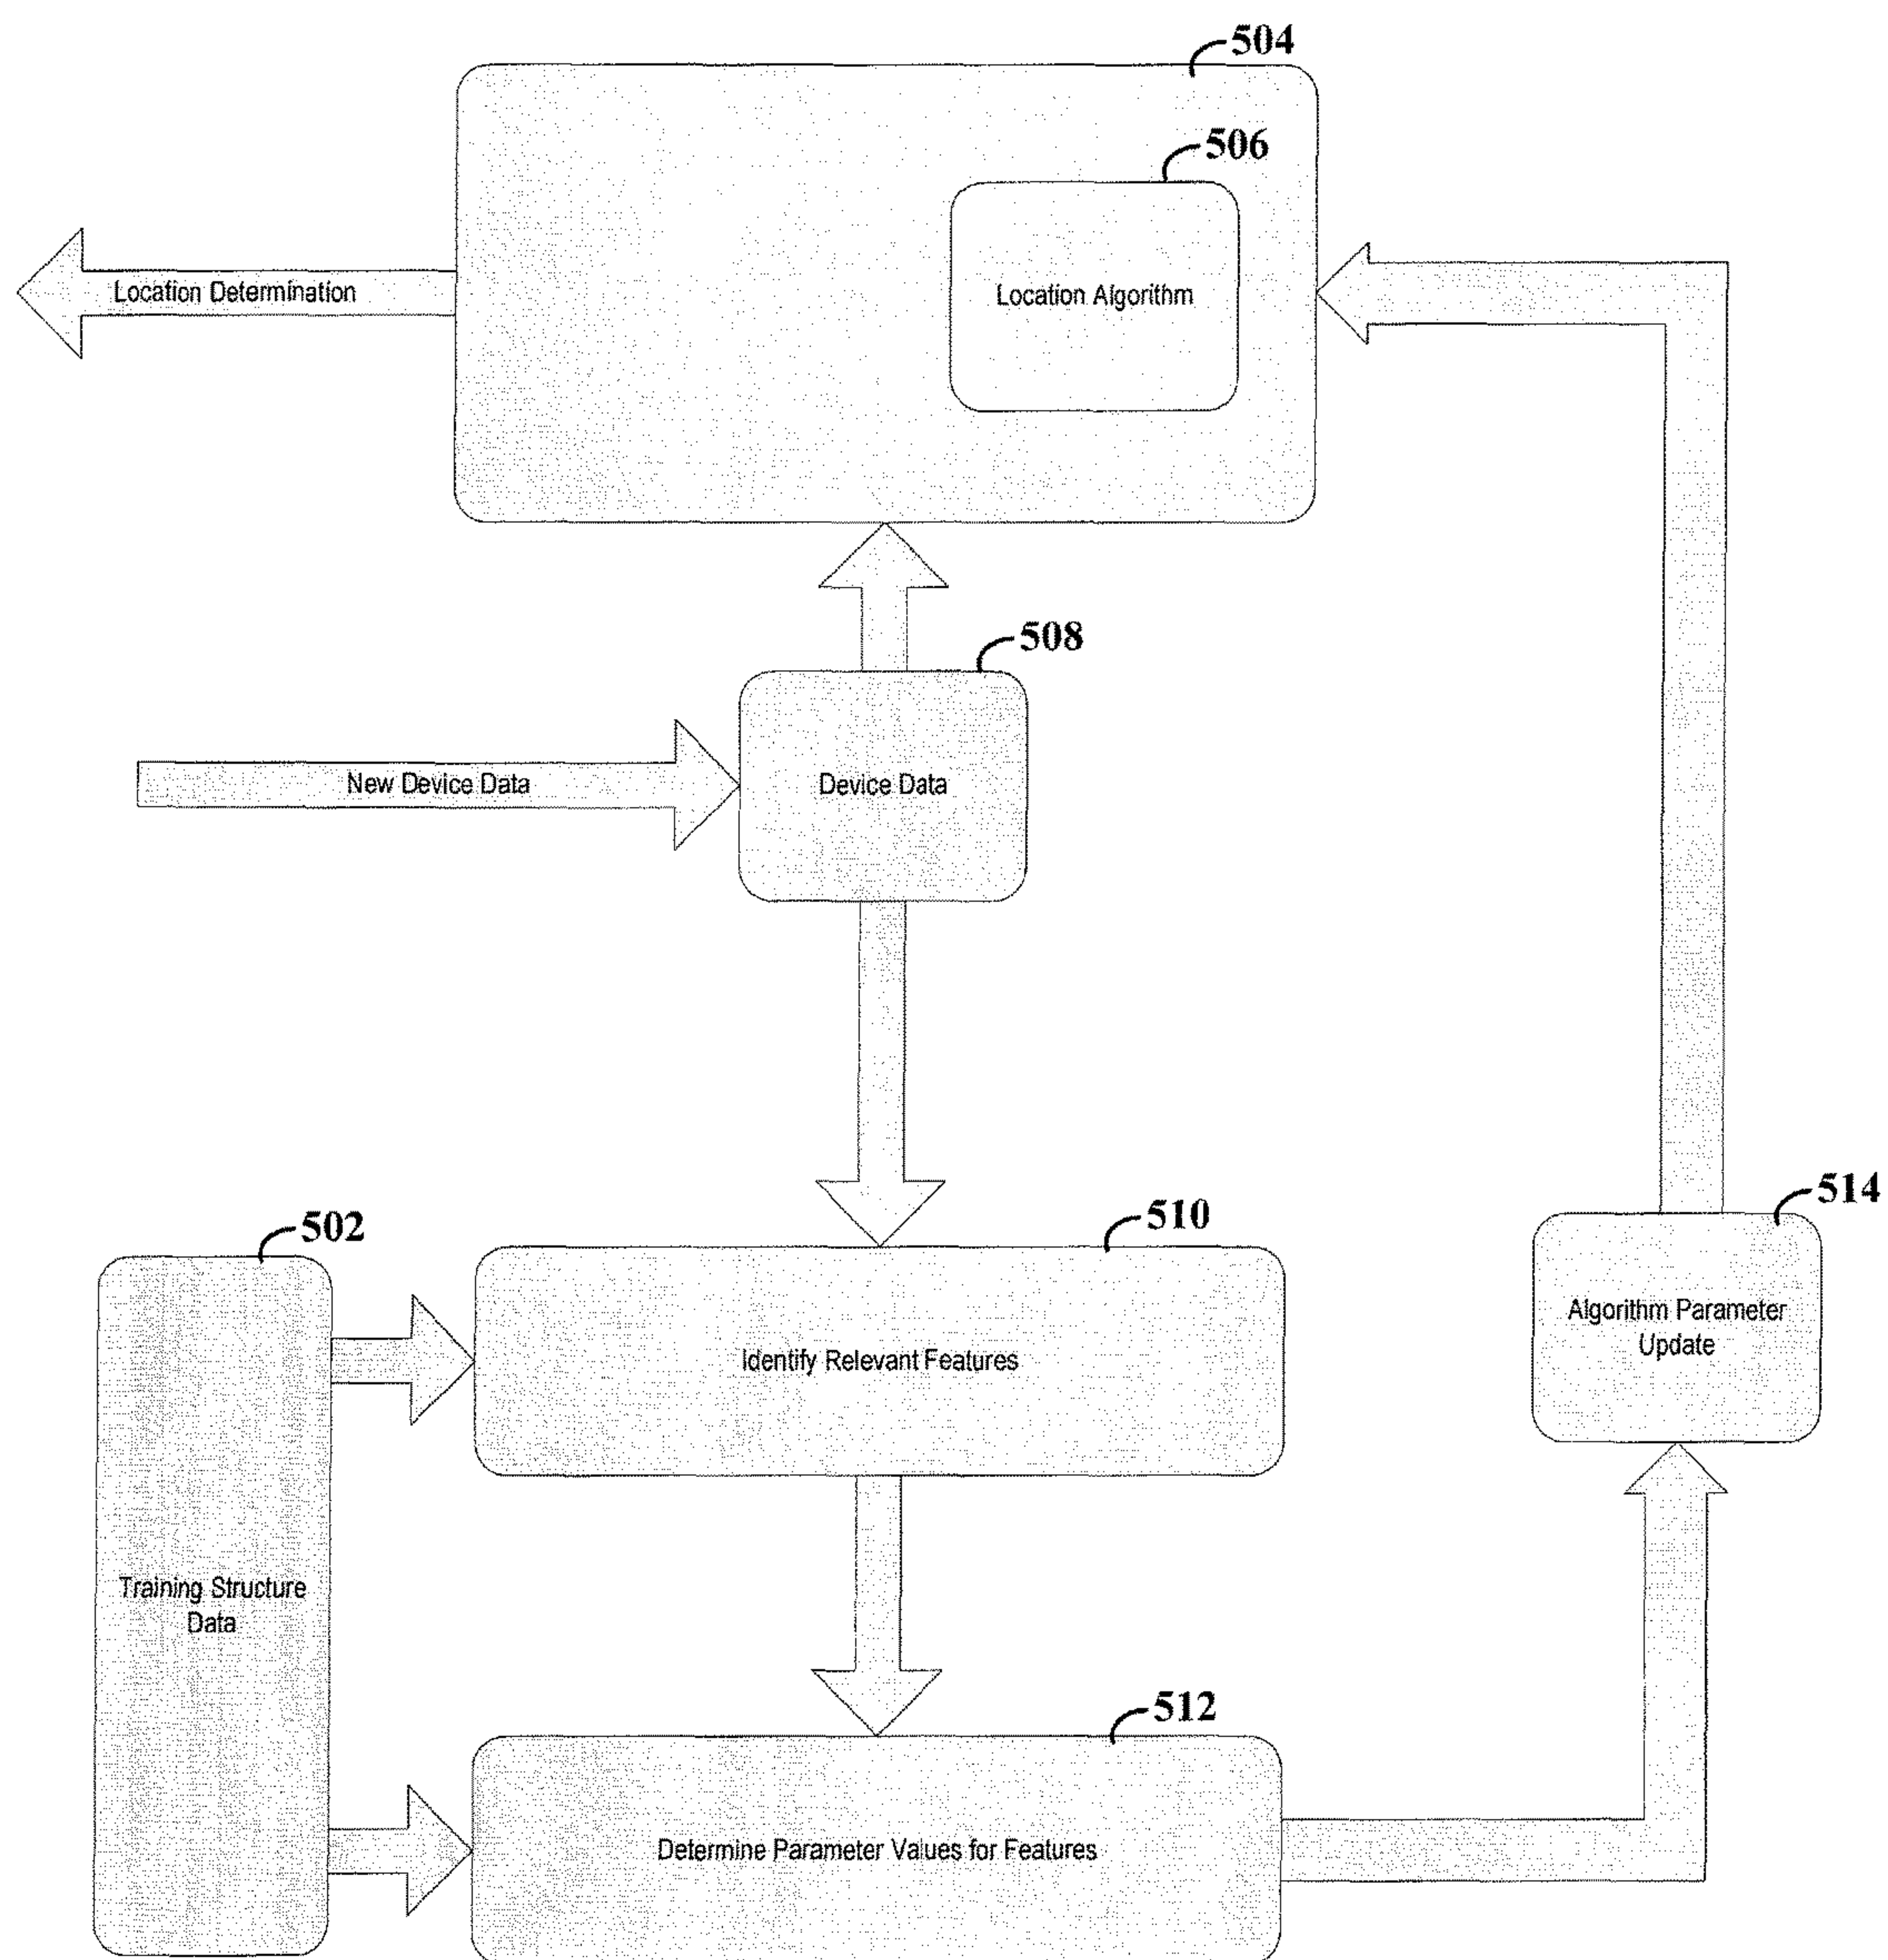 504
506
Location Determination
Location Algorithm
508
New Device Data
Device Data
514
502
510
Algorithm Parameter
Update
Identify Relevant Features
Training Structure
Data
512
Determine Parameter Values for Features